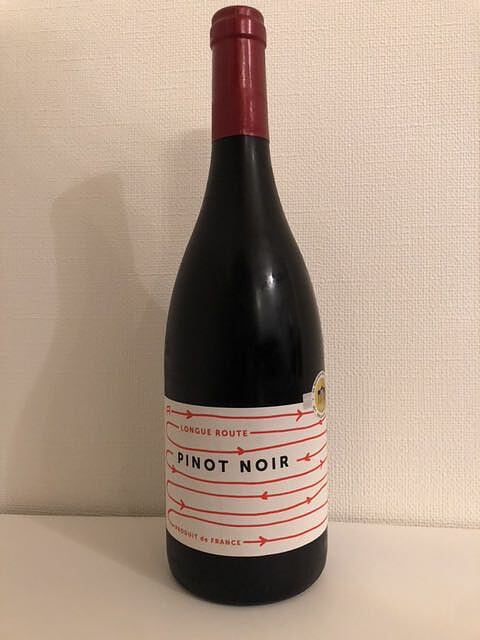 LONGUE ROUTE
PINOT NOIR
PRODUIT de FRANCE